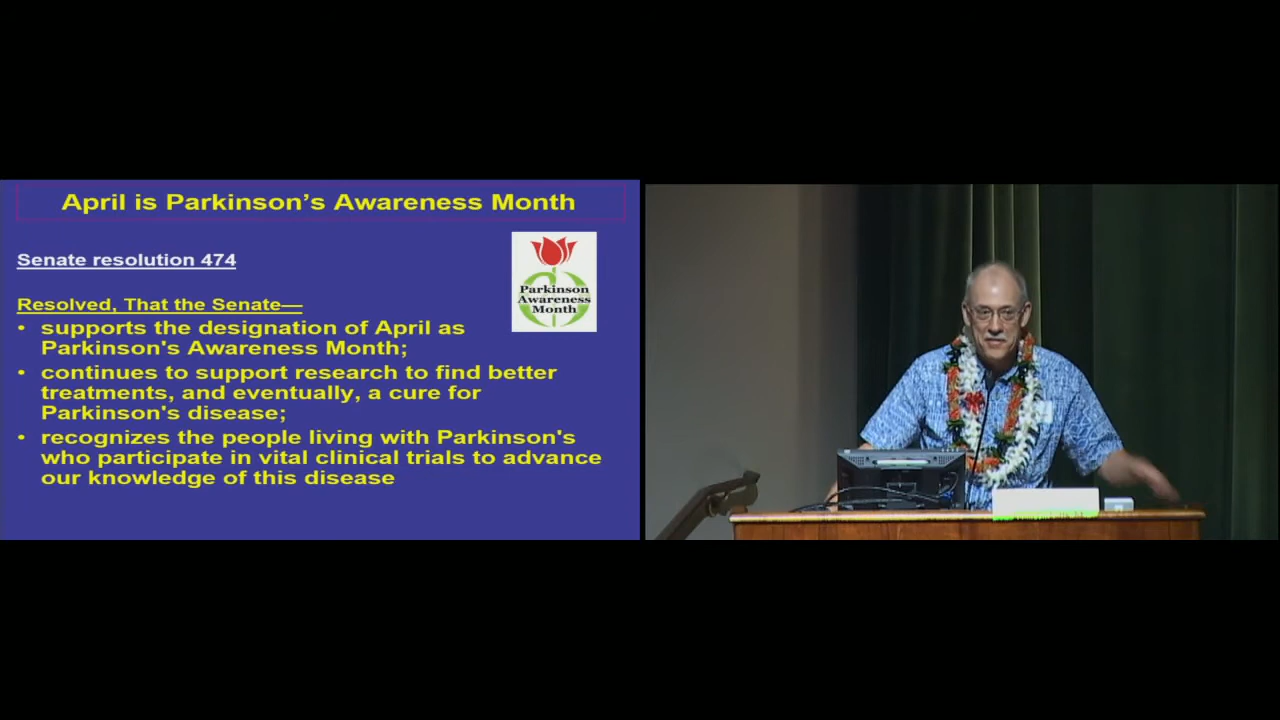 April is Parkinson’s Awareness Month
Senate resolution 474
Parkinson
Awareness
Month
Resolved, That the Senate—
• supports the designation of April as
Parkinson's Awareness Month;
• continues to support research to find better
treatments, and eventually, a cure for
Parkinson's disease;
• recognizes the people living with Parkinson's
who participate in vital clinical trials to advance
our knowledge of this disease